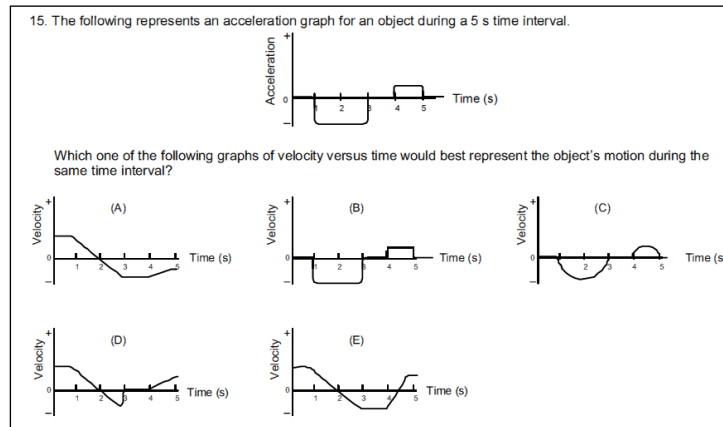 15. The following represents an acceleration graph for an object during a 5 s time interval.
Acceleration
+
0
−
1 2 3 4 5
Time (s)
Which one of the following graphs of velocity versus time would best represent the object's motion during the
same time interval?
(A)
Velocity
+
0
−
1 2 3 4 5
Time (s)
(B)
Velocity
+
0
−
1 2 3 4 5
Time (s)
(C)
Velocity
+
0
−
2 3 4 5
Time (s
(D)
Velocity
+
0
−
1 2 3 4 5
Time (s)
(E)
Velocity
+
0
−
1 2 3 4 5
Time (s)